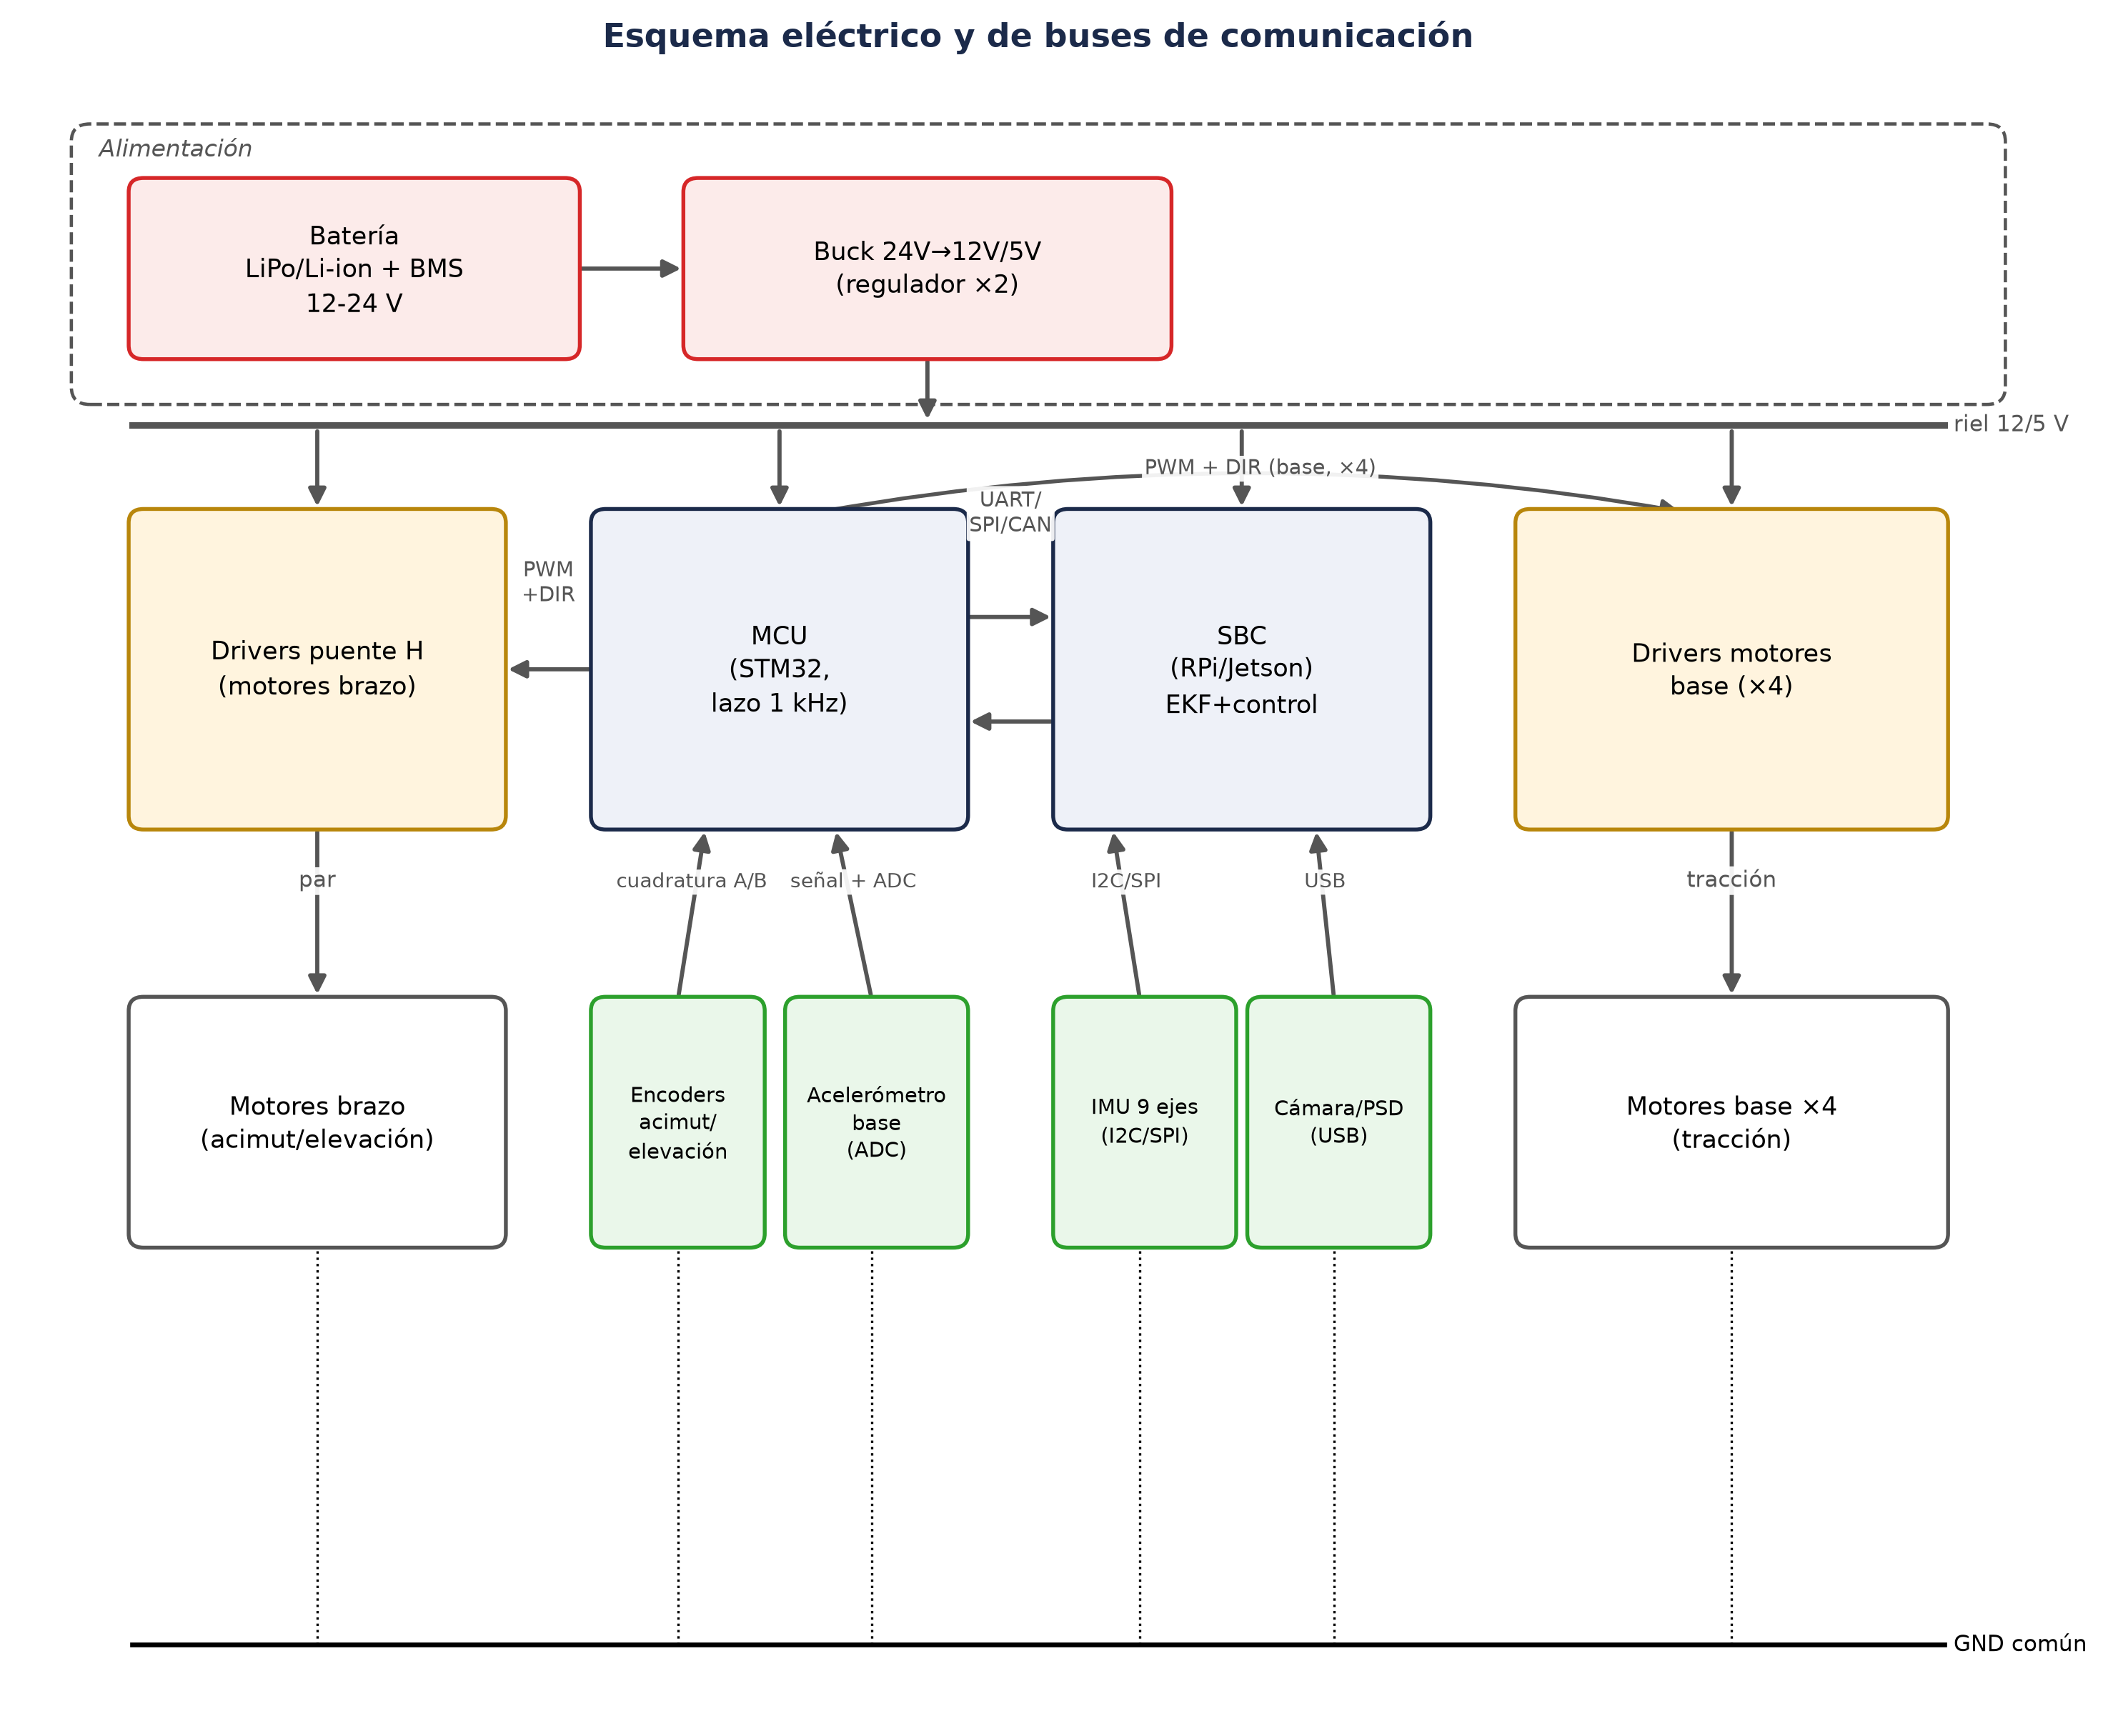 Esquema eléctrico y de buses de comunicación
Alimentación
Batería
LiPo/Li-ion + BMS
12-24 V
Buck 24V→12V/5V
(regulador ×2)
riel 12/5 V
PWM + DIR (base, ×4)
UART/
SPI/CAN
PWM
+DIR
Drivers puente H
(motores brazo)
MCU
(STM32,
lazo 1 kHz)
SBC
(RPi/Jetson)
EKF+control
Drivers motores
base (×4)
par
cuadratura A/B
señal + ADC
I2C/SPI
USB
tracción
Motores brazo
(acimut/elevación)
Encoders
acimut/
elevación
Acelerómetro
base
(ADC)
IMU 9 ejes
(I2C/SPI)
Cámara/PSD
(USB)
Motores base ×4
(tracción)
GND común